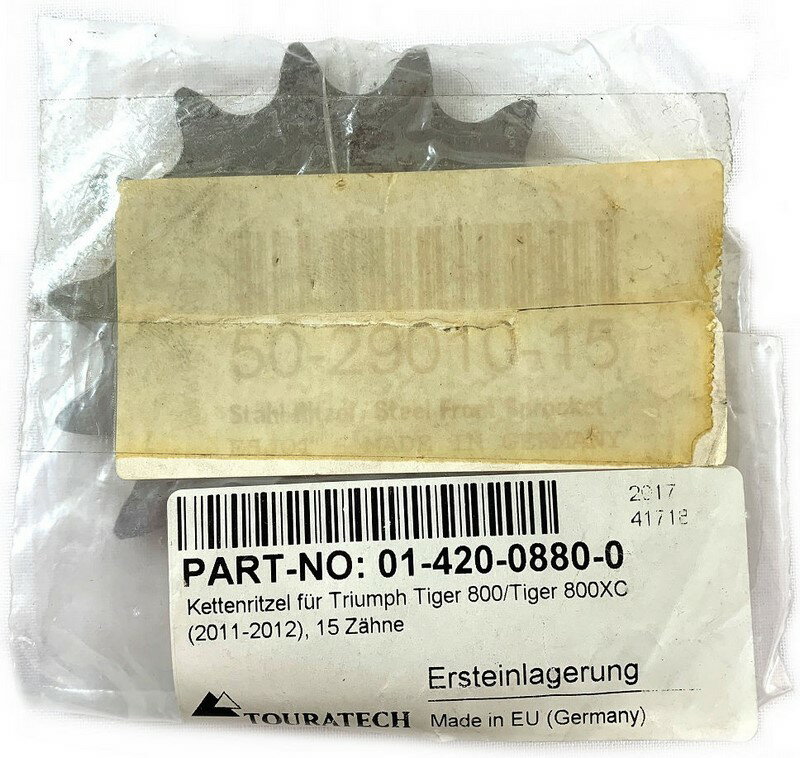 50-29010-15
Stahl-Ritzel / Steel Front Sprocket
MADE IN GERMANY
2017
41718
PART-NO: 01-420-0880-0
Kettenritzel für Triumph Tiger 800/Tiger 800XC
(2011-2012), 15 Zähne
Ersteinlagerung
TOURATECH
Made in EU (Germany)